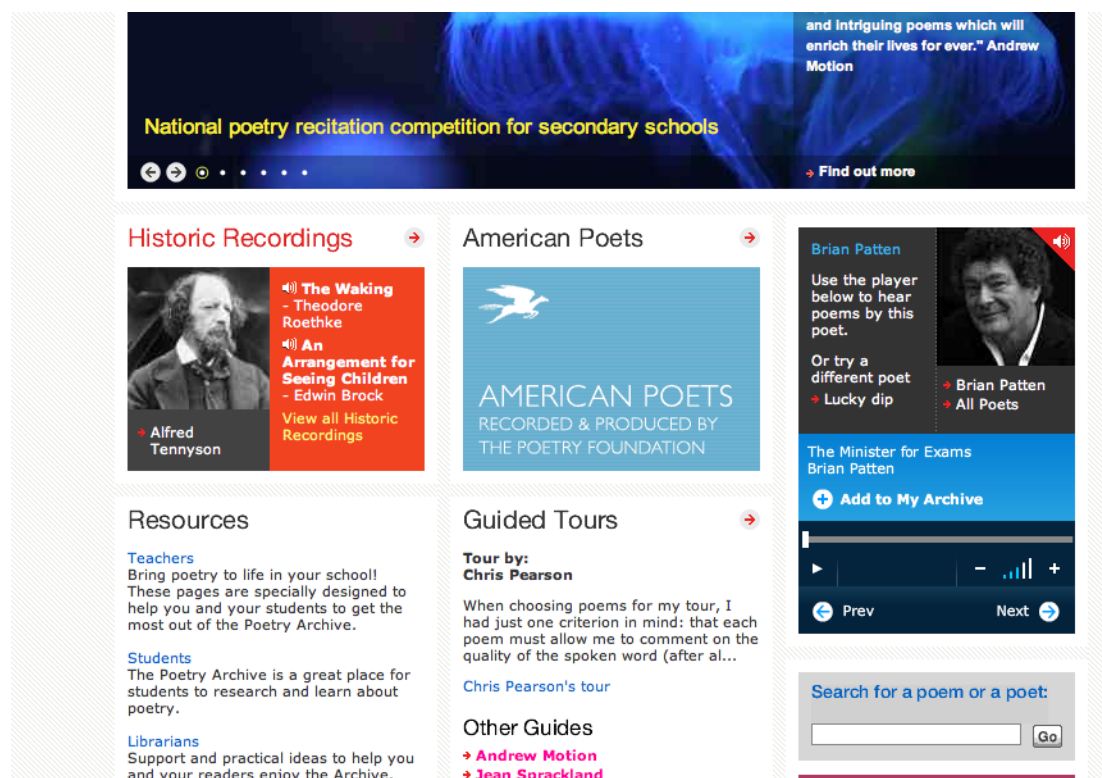 and intriguing poems which will
enrich their lives for ever." Andrew
Motion
National poetry recitation competition for secondary schools
Find out more
Historic Recordings
The Waking
- Theodore
Roethke
An
Arrangement for
Seeing Children
- Edwin Brock
View all Historic
Recordings
Alfred
Tennyson
American Poets
AMERICAN POETS
RECORDED & PRODUCED BY
THE POETRY FOUNDATION
Brian Patten
Use the player
below to hear
poems by this
poet.
Or try a
different poet
Lucky dip
Brian Patten
All Poets
The Minister for Exams
Brian Patten
Add to My Archive
Prev
Next
Resources
Teachers
Bring poetry to life in your school!
These pages are specially designed to
help you and your students to get the
most out of the Poetry Archive.
Students
The Poetry Archive is a great place for
students to research and learn about
poetry.
Librarians
Support and practical ideas to help you
and your readers enjoy the Archive.
Guided Tours
Tour by:
Chris Pearson
When choosing poems for my tour, I
had just one criterion in mind: that each
poem must allow me to comment on the
quality of the spoken word (after al...
Chris Pearson's tour
Other Guides
Andrew Motion
Jean Sprackland
Search for a poem or a poet:
Go